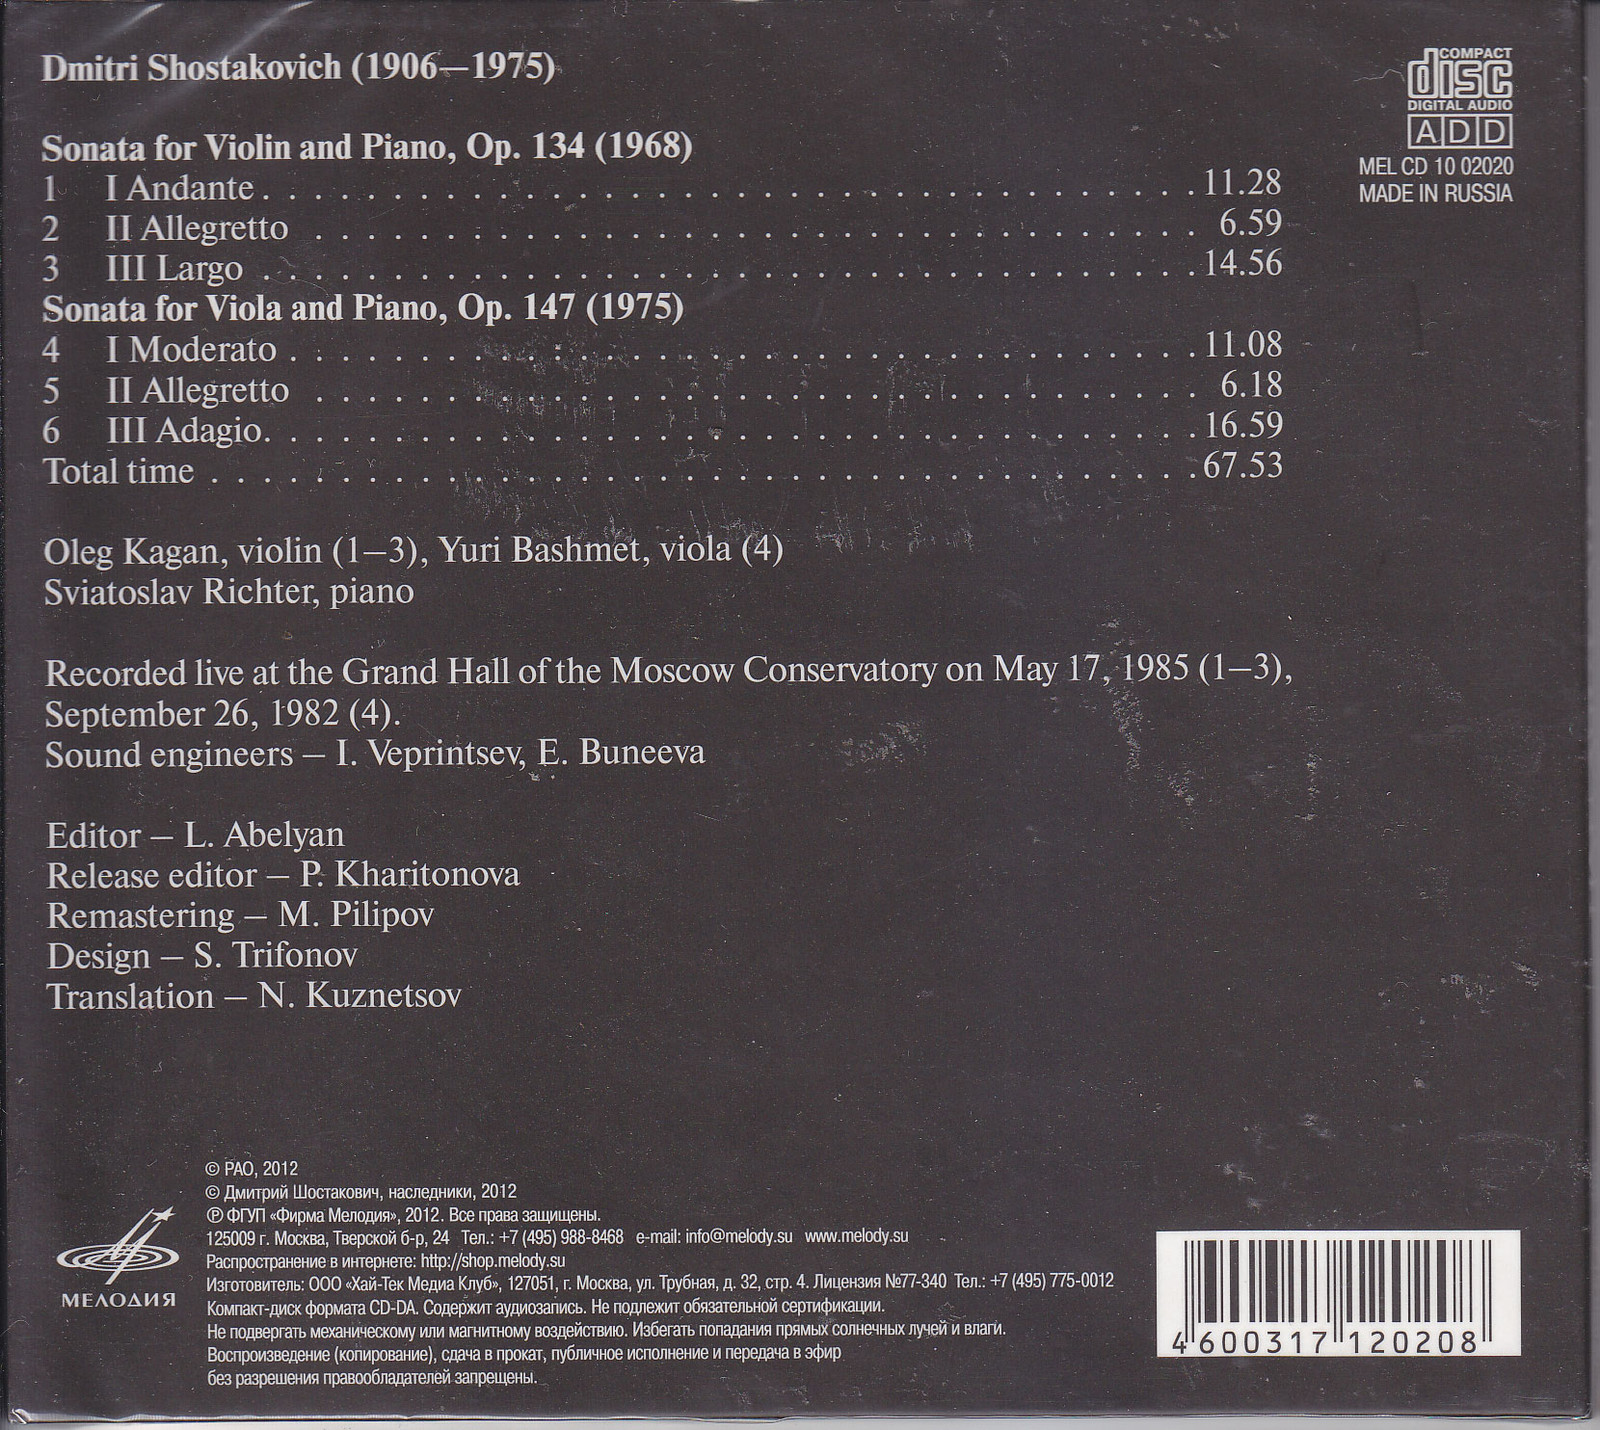 Dmitri Shostakovich (1906—1975)
COMPACT
disc
DIGITAL AUDIO
ADD
MEL CD 10 02020
MADE IN RUSSIA
Sonata for Violin and Piano, Op. 134 (1968)
1 I Andante . . . . . . . . . . . . . . . . . . . . . . . . . . . . . . . . . . . 11.28
2 II Allegretto . . . . . . . . . . . . . . . . . . . . . . . . . . . . . . . . . 6.59
3 III Largo . . . . . . . . . . . . . . . . . . . . . . . . . . . . . . . . . . . 14.56
Sonata for Viola and Piano, Op. 147 (1975)
4 I Moderato . . . . . . . . . . . . . . . . . . . . . . . . . . . . . . . . . . 11.08
5 II Allegretto . . . . . . . . . . . . . . . . . . . . . . . . . . . . . . . . . 6.18
6 III Adagio. . . . . . . . . . . . . . . . . . . . . . . . . . . . . . . . . . . 16.59
Total time . . . . . . . . . . . . . . . . . . . . . . . . . . . . . . . . . . . . . 67.53
Oleg Kagan, violin (1–3), Yuri Bashmet, viola (4)
Sviatoslav Richter, piano
Recorded live at the Grand Hall of the Moscow Conservatory on May 17, 1985 (1–3),
September 26, 1982 (4).
Sound engineers – I. Veprintsev, E. Buneeva
Editor – L. Abelyan
Release editor – P. Kharitonova
Remastering – M. Pilipov
Design – S. Trifonov
Translation – N. Kuznetsov
МЕЛОДИЯ
© РАО, 2012
© Дмитрий Шостакович, наследники, 2012
℗ ФГУП «Фирма Мелодия», 2012. Все права защищены.
125009 г. Москва, Тверской б-р, 24 Тел.: +7 (495) 988-8468 e-mail: info@melody.su www.melody.su
Распространение в интернете: http://shop.melody.su
Изготовитель: ООО «Хай-Тек Медиа Клуб», 127051, г. Москва, ул. Трубная, д. 32, стр. 4. Лицензия №77-340 Тел.: +7 (495) 775-0012
Компакт-диск формата CD-DA. Содержит аудиозапись. Не подлежит обязательной сертификации.
Не подвергать механическому или магнитному воздействию. Избегать попадания прямых солнечных лучей и влаги.
Воспроизведение (копирование), сдача в прокат, публичное исполнение и передача в эфир
без разрешения правообладателей запрещены.
4 600317 120208